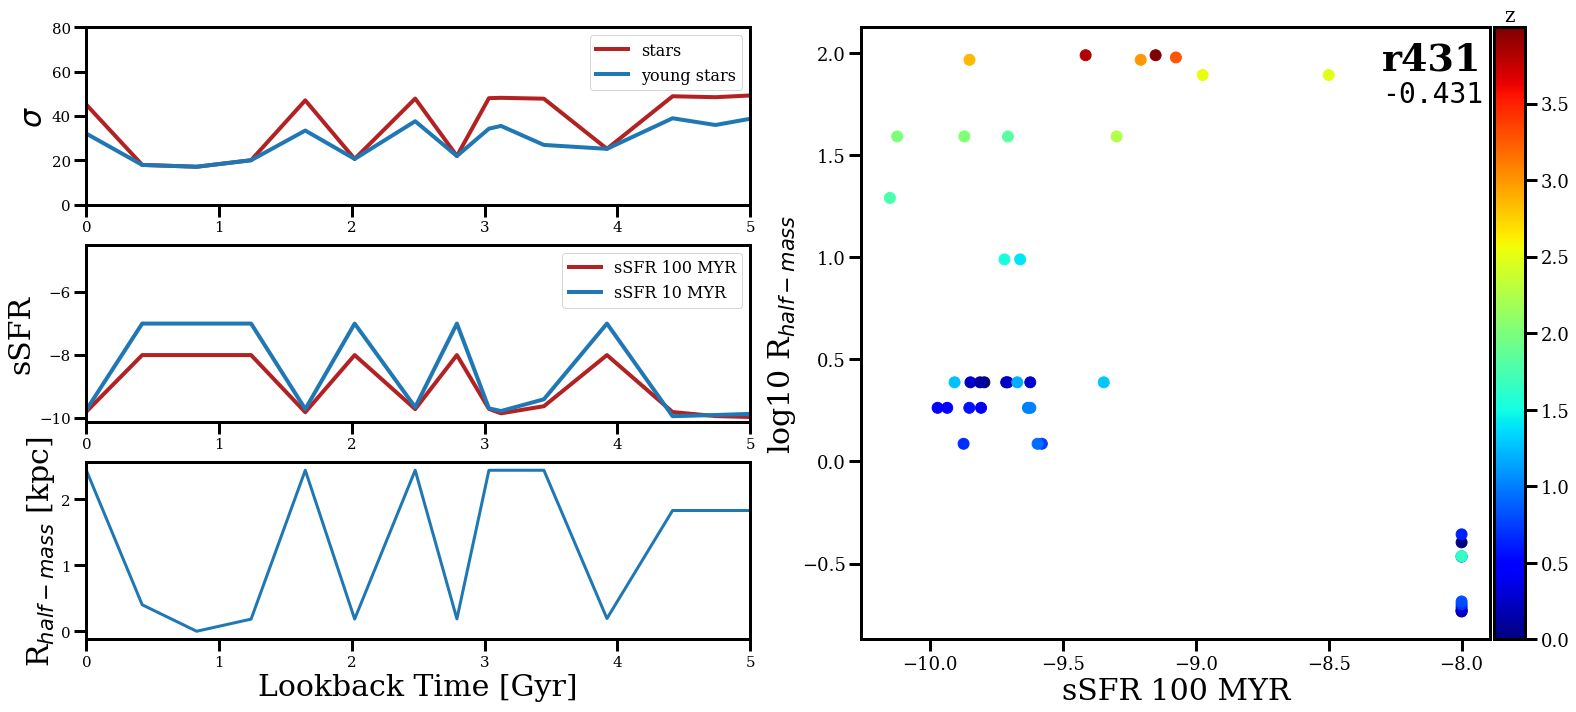 80
60
40
20
0
σ
stars
young stars
0 1 2 3 4 5
−6
−8
−10
sSFR
sSFR 100 MYR
sSFR 10 MYR
0 1 2 3 4 5
2
1
0
R_{half-mass} [kpc]
0 1 2 3 4 5
Lookback Time [Gyr]
2.0
1.5
1.0
0.5
0.0
−0.5
log10 R_{half-mass}
r431
-0.431
−10.0 −9.5 −9.0 −8.5 −8.0
sSFR 100 MYR
z
3.5
3.0
2.5
2.0
1.5
1.0
0.5
0.0